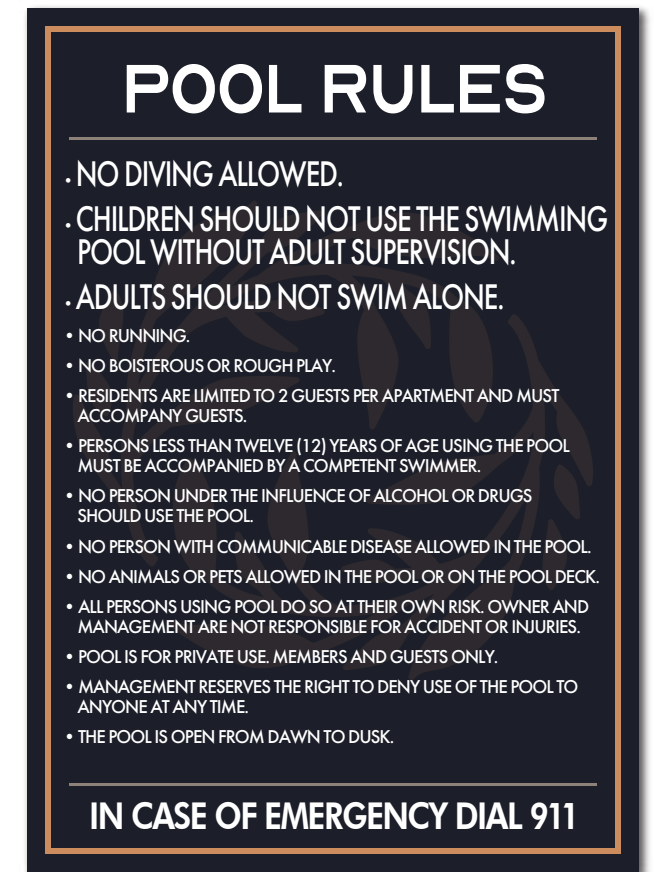 POOL RULES
• NO DIVING ALLOWED.
• CHILDREN SHOULD NOT USE THE SWIMMING
POOL WITHOUT ADULT SUPERVISION.
• ADULTS SHOULD NOT SWIM ALONE.
• NO RUNNING.
• NO BOISTEROUS OR ROUGH PLAY.
• RESIDENTS ARE LIMITED TO 2 GUESTS PER APARTMENT AND MUST
ACCOMPANY GUESTS.
• PERSONS LESS THAN TWELVE (12) YEARS OF AGE USING THE POOL
MUST BE ACCOMPANIED BY A COMPETENT SWIMMER.
• NO PERSON UNDER THE INFLUENCE OF ALCOHOL OR DRUGS
SHOULD USE THE POOL.
• NO PERSON WITH COMMUNICABLE DISEASE ALLOWED IN THE POOL.
• NO ANIMALS OR PETS ALLOWED IN THE POOL OR ON THE POOL DECK.
• ALL PERSONS USING POOL DO SO AT THEIR OWN RISK. OWNER AND
MANAGEMENT ARE NOT RESPONSIBLE FOR ACCIDENT OR INJURIES.
• POOL IS FOR PRIVATE USE. MEMBERS AND GUESTS ONLY.
• MANAGEMENT RESERVES THE RIGHT TO DENY USE OF THE POOL TO
ANYONE AT ANY TIME.
• THE POOL IS OPEN FROM DAWN TO DUSK.
IN CASE OF EMERGENCY DIAL 911